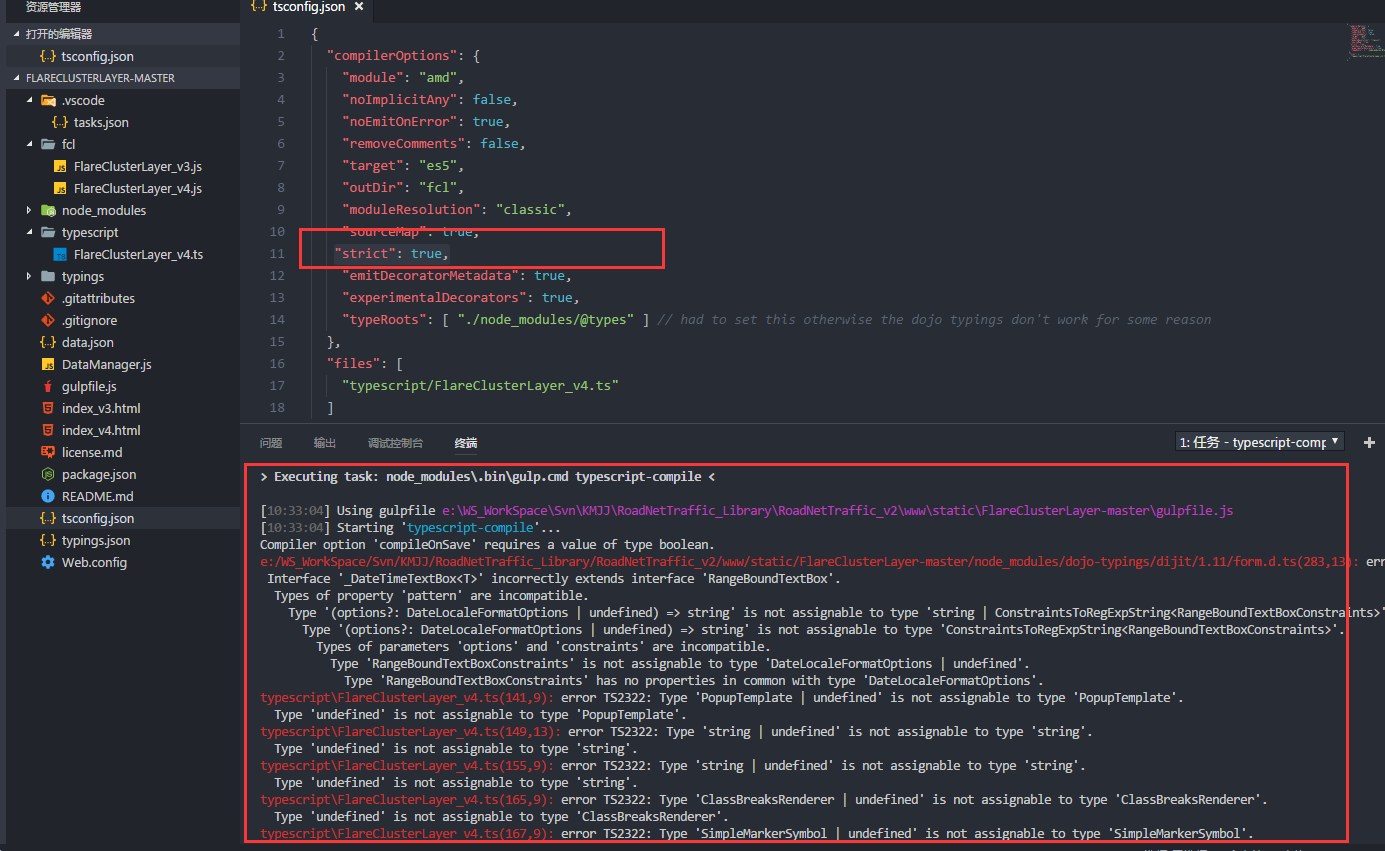 资源管理器
打开的编辑器
tsconfig.json
FLARECLUSTERLAYER-MASTER
.vscode
tasks.json
fcl
FlareClusterLayer_v3.js
FlareClusterLayer_v4.js
node_modules
typescript
FlareClusterLayer_v4.ts
typings
.gitattributes
.gitignore
data.json
DataManager.js
gulpfile.js
index_v3.html
index_v4.html
license.md
package.json
README.md
tsconfig.json
typings.json
Web.config
tsconfig.json ×
1 {
2 "compilerOptions": {
3 "module": "amd",
4 "noImplicitAny": false,
5 "noEmitOnError": true,
6 "removeComments": false,
7 "target": "es5",
8 "outDir": "fcl",
9 "moduleResolution": "classic",
10 "sourceMap": true,
11 "strict": true,
12 "emitDecoratorMetadata": true,
13 "experimentalDecorators": true,
14 "typeRoots": [ "./node_modules/@types" ] // had to set this otherwise the dojo typings don't work for some reason
15 },
16 "files": [
17 "typescript/FlareClusterLayer_v4.ts"
18 ]
问题 输出 调试控制台 终端 1: 任务 - typescript-comp
> Executing task: node_modules\.bin\gulp.cmd typescript-compile <
[10:33:04] Using gulpfile e:\WS_WorkSpace\Svn\KMJJ\RoadNetTraffic_Library\RoadNetTraffic_v2\www\static\FlareClusterLayer-master\gulpfile.js
[10:33:04] Starting 'typescript-compile'...
Compiler option 'compileOnSave' requires a value of type boolean.
e:/WS_WorkSpace/Svn/KMJJ/RoadNetTraffic_Library/RoadNetTraffic_v2/www/static/FlareClusterLayer-master/node_modules/dojo-typings/dijit/1.11/form.d.ts(283,13): err
Interface '_DateTimeTextBox<T>' incorrectly extends interface 'RangeBoundTextBox'.
Types of property 'pattern' are incompatible.
Type '(options?: DateLocaleFormatOptions | undefined) => string' is not assignable to type 'string | ConstraintsToRegExpString<RangeBoundTextBoxConstraints>'
Type '(options?: DateLocaleFormatOptions | undefined) => string' is not assignable to type 'ConstraintsToRegExpString<RangeBoundTextBoxConstraints>'.
Types of parameters 'options' and 'constraints' are incompatible.
Type 'RangeBoundTextBoxConstraints' is not assignable to type 'DateLocaleFormatOptions | undefined'.
Type 'RangeBoundTextBoxConstraints' has no properties in common with type 'DateLocaleFormatOptions'.
typescript\FlareClusterLayer_v4.ts(141,9): error TS2322: Type 'PopupTemplate | undefined' is not assignable to type 'PopupTemplate'.
Type 'undefined' is not assignable to type 'PopupTemplate'.
typescript\FlareClusterLayer_v4.ts(149,13): error TS2322: Type 'string | undefined' is not assignable to type 'string'.
Type 'undefined' is not assignable to type 'string'.
typescript\FlareClusterLayer_v4.ts(155,9): error TS2322: Type 'string | undefined' is not assignable to type 'string'.
Type 'undefined' is not assignable to type 'string'.
typescript\FlareClusterLayer_v4.ts(165,9): error TS2322: Type 'ClassBreaksRenderer | undefined' is not assignable to type 'ClassBreaksRenderer'.
Type 'undefined' is not assignable to type 'ClassBreaksRenderer'.
typescript\FlareClusterLayer_v4.ts(167,9): error TS2322: Type 'SimpleMarkerSymbol | undefined' is not assignable to type 'SimpleMarkerSymbol'.